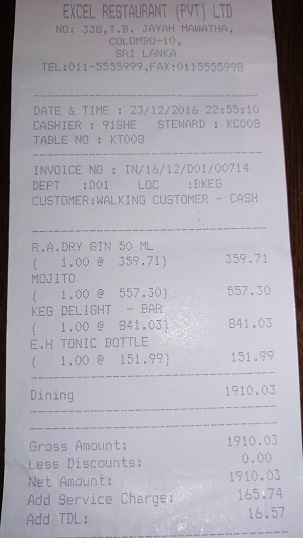 EXCEL RESTAURANT (PVT) LTD
NO: 338,T.B. JAYAH MAWATHA,
COLOMBO-10,
SRI LANKA
TEL:011-5555999,FAX:0115555998
DATE & TIME : 23/12/2016 22:55:10
CASHIER : 91SHE STEWARD : KC008
TABLE NO : KT008
INVOICE NO : IN/16/12/D01/00714
DEPT :D01 LOC :BKEG
CUSTOMER:WALKING CUSTOMER - CASH
R.A.DRY GIN 50 ML
( 1.00 @ 359.71) 359.71
MOJITO
( 1.00 @ 557.30) 557.30
KEG DELIGHT - BAR
( 1.00 @ 841.03) 841.03
E.H TONIC BOTTLE
( 1.00 @ 151.99) 151.99
Dining 1910.03
Gross Amount: 1910.03
Less Discounts: 0.00
Net Amount: 1910.03
Add Service Charge: 165.74
Add TDL: 16.57